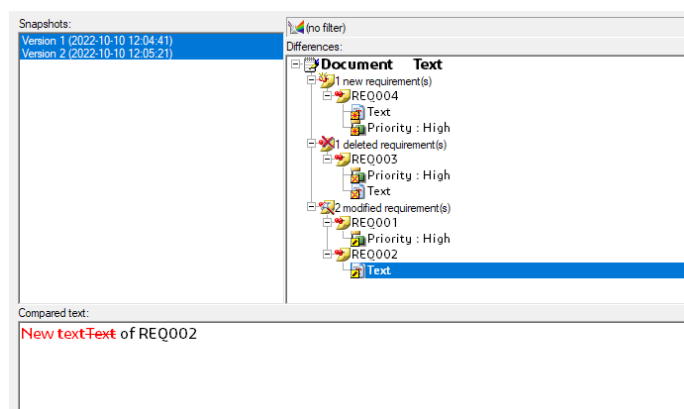 Snapshots:
Version 1 (2022-10-10 12:04:41)
Version 2 (2022-10-10 12:05:21)
(no filter)
Differences:
Document Text
1 new requirement(s)
REQ004
Text
Priority : High
1 deleted requirement(s)
REQ003
Priority : High
Text
2 modified requirement(s)
REQ001
Priority : High
REQ002
Text
Compared text:
New textText of REQ002